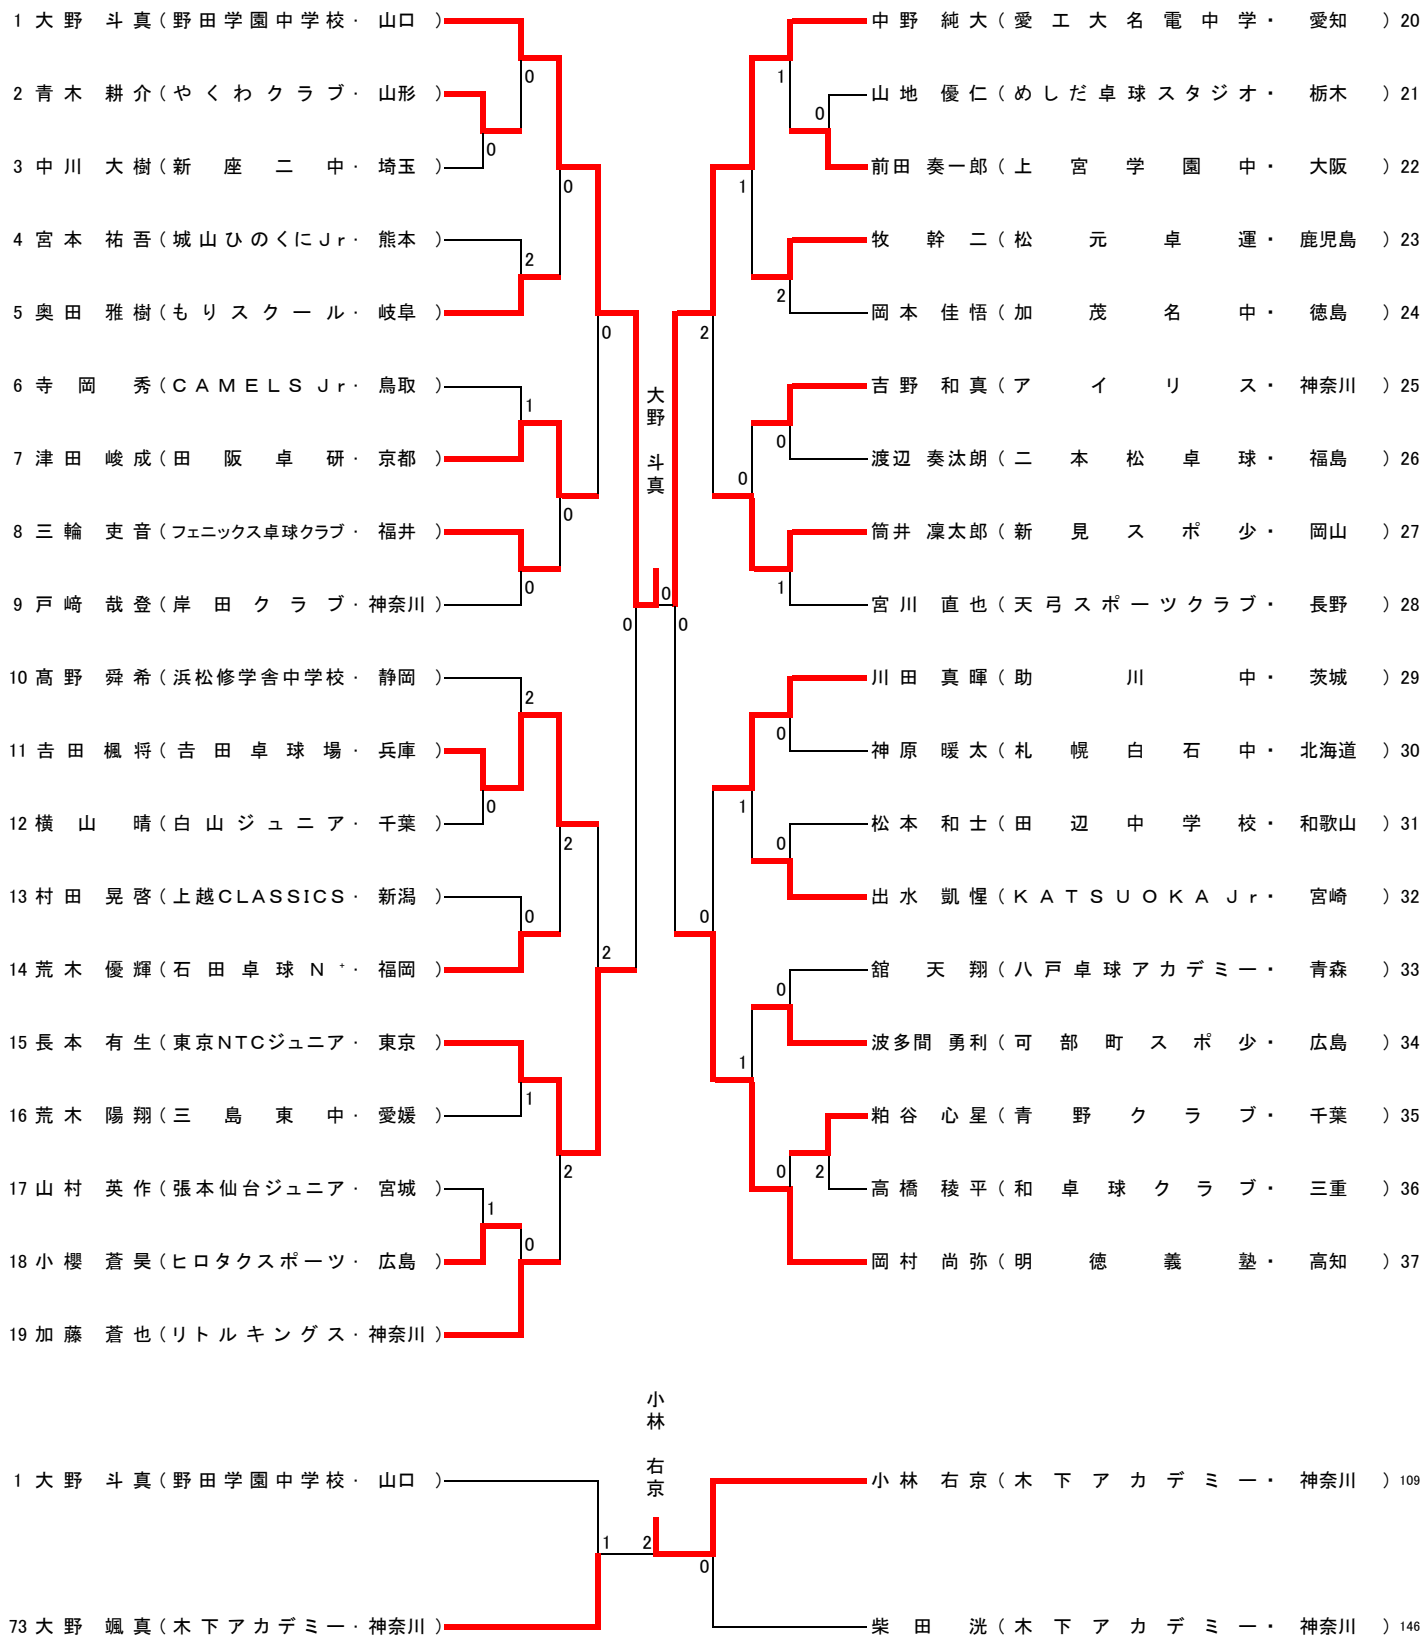 1 大野 斗真 (野田学園中学校・山口)
2 青木 耕介 (やくわクラブ・山形)
3 中川 大樹 (新座二中・埼玉)
4 宮本 祐吾 (城山ひのくにJr・熊本)
5 奥田 雅樹 (もりスクール・岐阜)
6 寺岡 秀 (CAMELS Jr・鳥取)
7 津田 峻成 (田阪卓研・京都)
8 三輪 吏音 (フェニックス卓球クラブ・福井)
9 戸﨑 哉登 (岸田クラブ・神奈川)
10 髙野 舜希 (浜松修学舎中学校・静岡)
11 𠮷田 楓将 (𠮷田卓球場・兵庫)
12 横山 晴 (白山ジュニア・千葉)
13 村田 晃啓 (上越CLASSICS・新潟)
14 荒木 優輝 (石田卓球N⁺・福岡)
15 長本 有生 (東京NTCジュニア・東京)
16 荒木 陽翔 (三島東中・愛媛)
17 山村 英作 (張本仙台ジュニア・宮城)
18 小櫻 蒼昊 (ヒロタクスポーツ・広島)
19 加藤 蒼也 (リトルキングス・神奈川)
0
0
0
2
0
1
0
0
0
2
0
2
0
2
1
2
1
0
0
大野 斗真
0
0
中野 純大 (愛工大名電中学・愛知) 20
山地 優仁 (めしだ卓球スタジオ・栃木) 21
前田 奏一郎 (上宮学園中・大阪) 22
牧 幹二 (松元卓運・鹿児島) 23
岡本 佳悟 (加茂名中・徳島) 24
吉野 和真 (アイリス・神奈川) 25
渡辺 奏汰朗 (二本松卓球・福島) 26
筒井 凜太郎 (新見スポ少・岡山) 27
宮川 直也 (天弓スポーツクラブ・長野) 28
川田 真暉 (助川中・茨城) 29
神原 暖太 (札幌白石中・北海道) 30
松本 和士 (田辺中学校・和歌山) 31
出水 凱惺 (KATSUOKA Jr・宮崎) 32
舘 天翔 (八戸卓球アカデミー・青森) 33
波多間 勇利 (可部町スポ少・広島) 34
粕谷 心星 (青野クラブ・千葉) 35
高橋 稜平 (和卓球クラブ・三重) 36
岡村 尚弥 (明徳義塾・高知) 37
1
0
1
2
2
0
0
1
0
1
0
0
0
1
0
2
小林 右京
1 大野 斗真 (野田学園中学校・山口)
73 大野 颯真 (木下アカデミー・神奈川)
1
2
0
小林 右京 (木下アカデミー・神奈川) 109
柴田 洸 (木下アカデミー・神奈川) 146